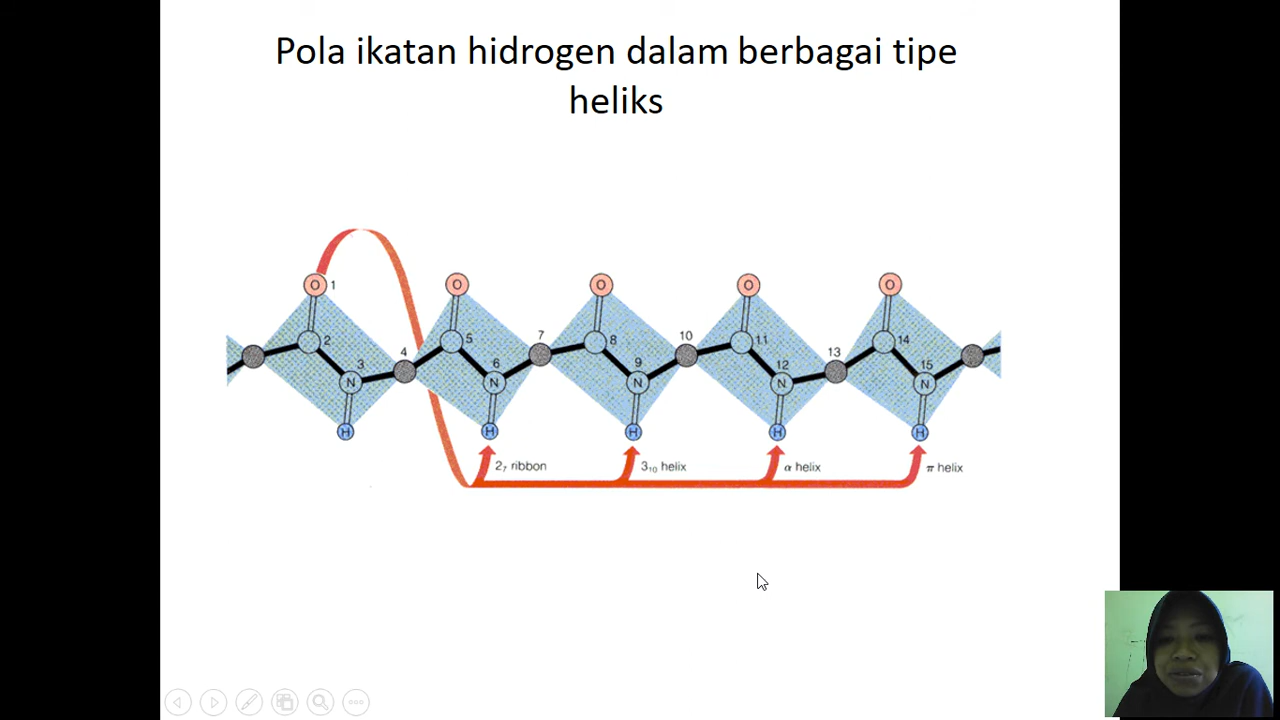 Pola ikatan hidrogen dalam berbagai tipe
heliks
O 1 O O O O
2 5 8 11 14
3 4 6 7 9 10 12 13 15
N N N N N
H H H H H
2₇ ribbon 3₁₀ helix α helix π helix